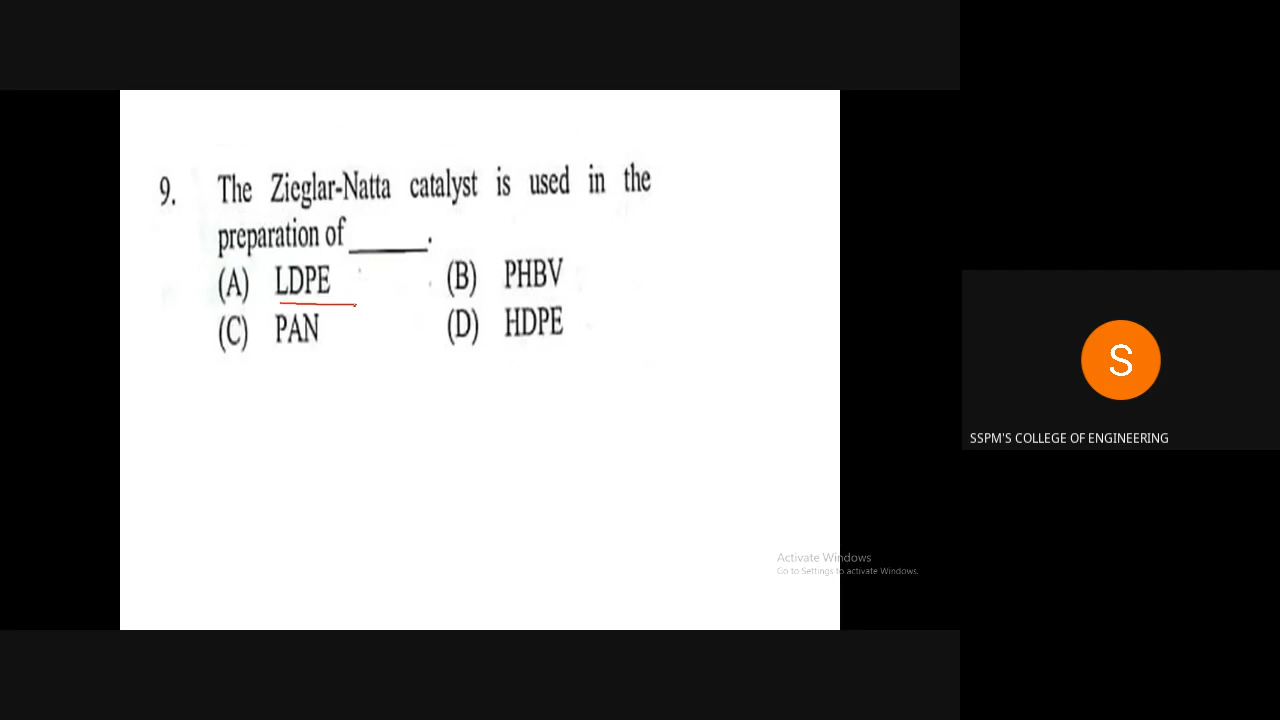 9. The Zieglar-Natta catalyst is used in the
preparation of ______.
(A) LDPE (B) PHBV
(C) PAN (D) HDPE
S
SSPM'S COLLEGE OF ENGINEERING
Activate Windows
Go to Settings to activate Windows.